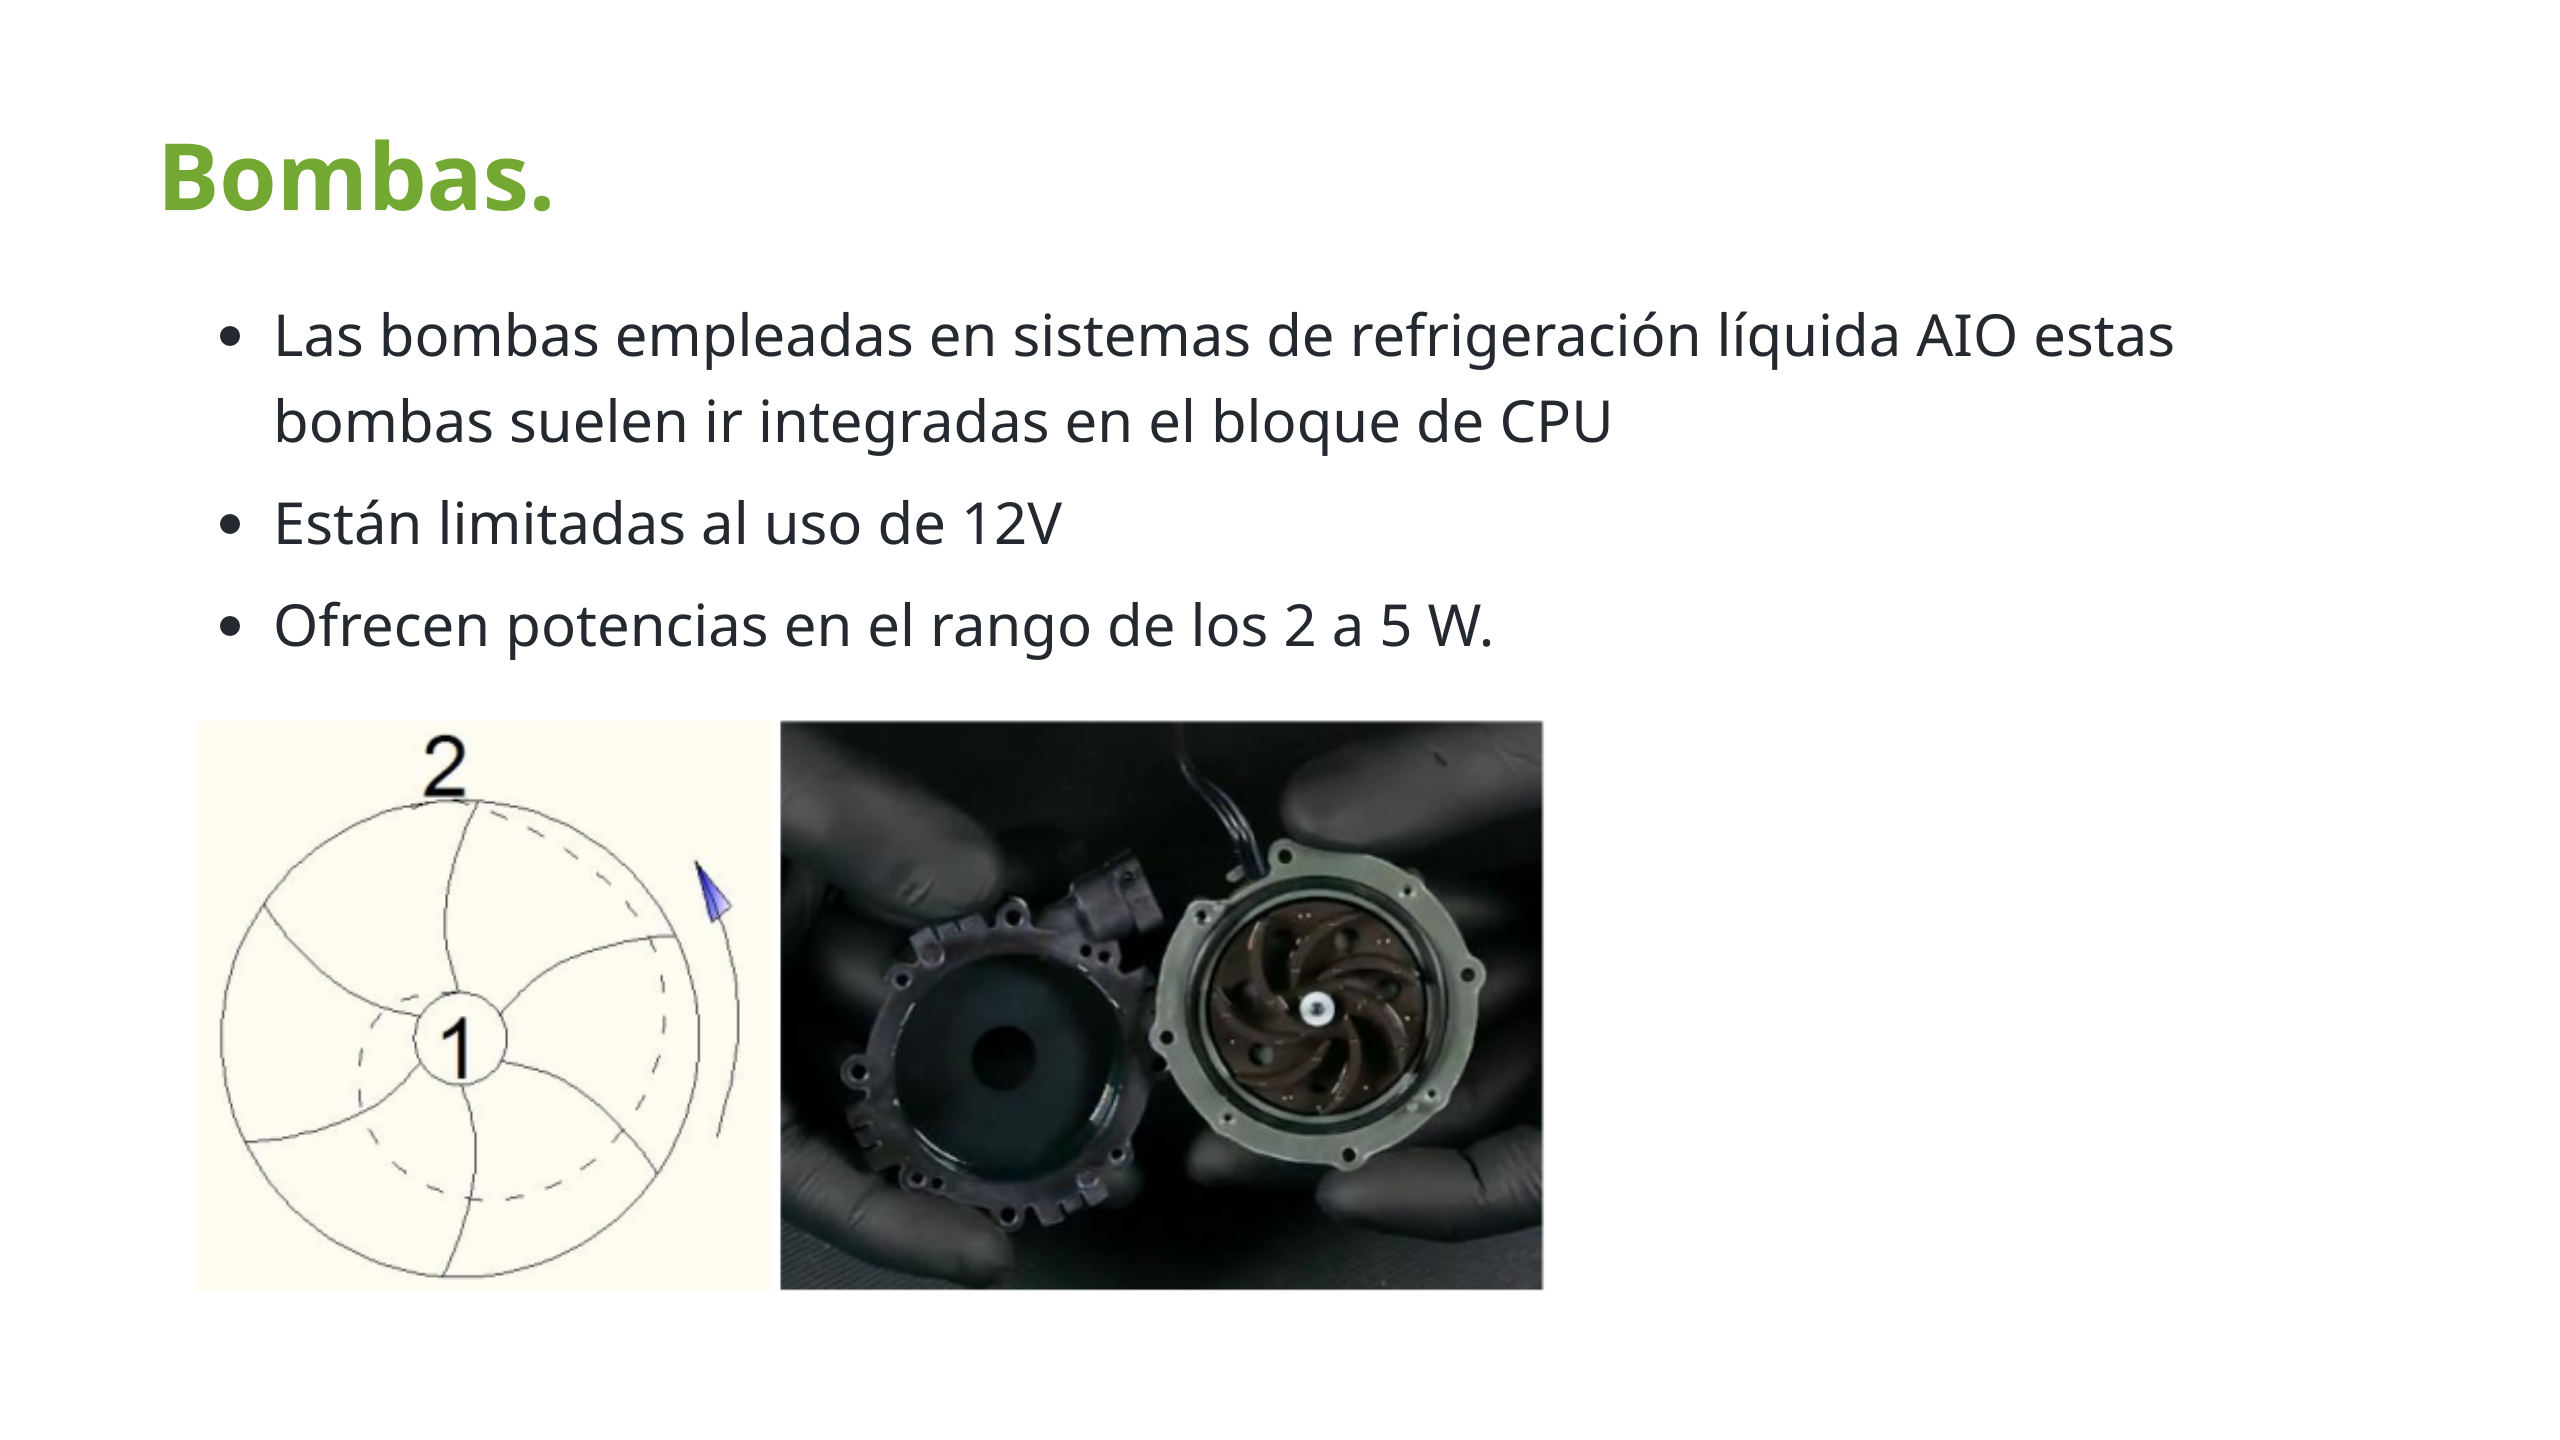 Bombas.
• Las bombas empleadas en sistemas de refrigeración líquida AIO estas
bombas suelen ir integradas en el bloque de CPU
• Están limitadas al uso de 12V
• Ofrecen potencias en el rango de los 2 a 5 W.
2
1